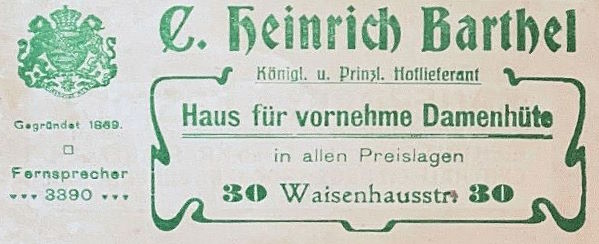 C. Heinrich Barthel
Königl. u. Prinzl. Hoflieferant
Haus für vornehme Damenhüte
in allen Preislagen
30 Waisenhausstr. 30
Gegründet 1869.
Fernsprecher
3390